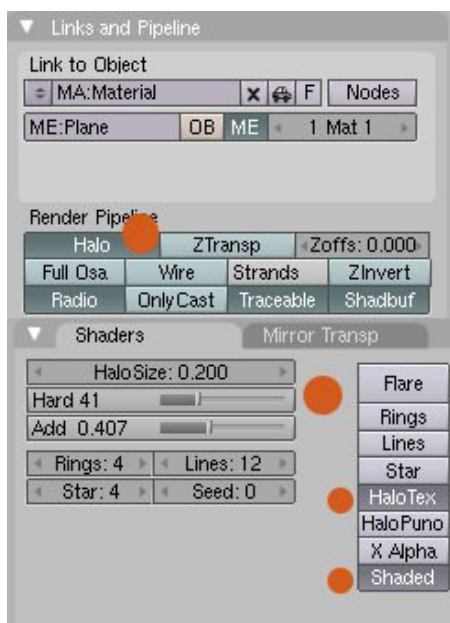 Links and Pipeline
Link to Object
MA:Material F Nodes
ME:Plane OB ME 1 Mat 1
Render Pipeline
Halo ZTransp Zoffs: 0.000
Full Osa Wire Strands ZInvert
Radio OnlyCast Traceable Shadbuf
Shaders Mirror Transp
HaloSize: 0.200
Hard 41
Add 0.407
Rings: 4 Lines: 12
Star: 4 Seed: 0
Flare
Rings
Lines
Star
HaloTex
HaloPuno
X Alpha
Shaded